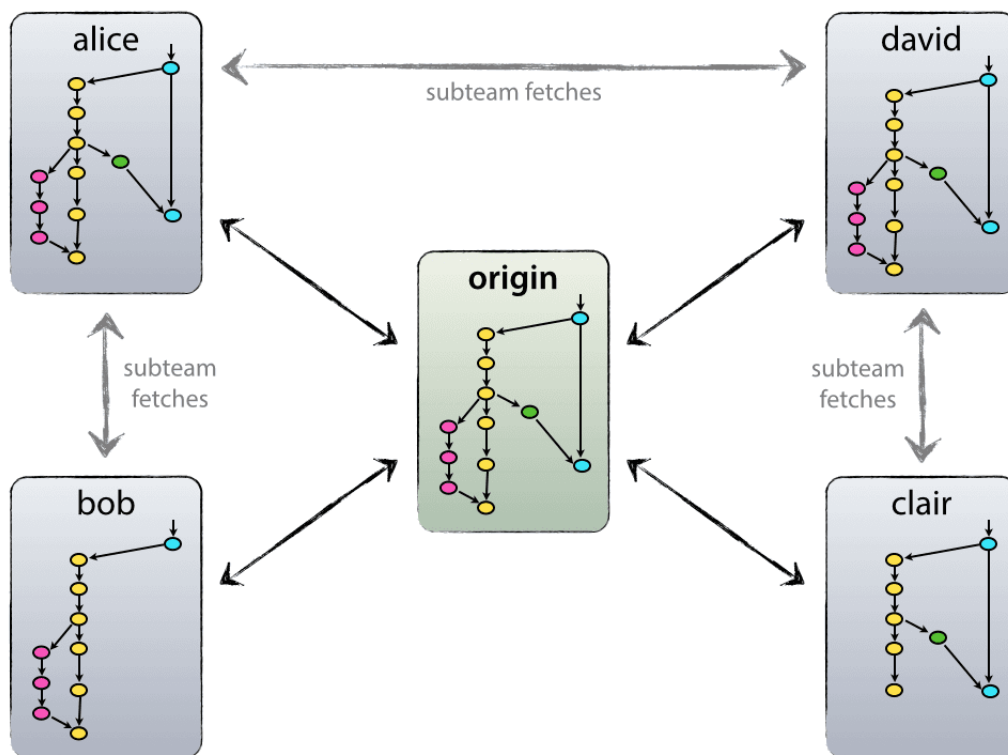 alice
david
subteam fetches
origin
subteam
fetches
subteam
fetches
bob
clair